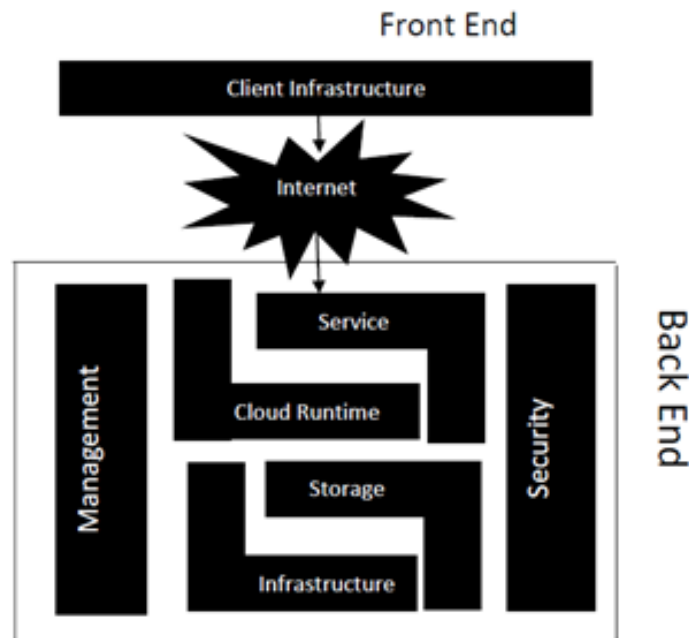 Front End
Client Infrastructure
Internet
Service
Cloud Runtime
Storage
Infrastructure
Management
Security
Back End